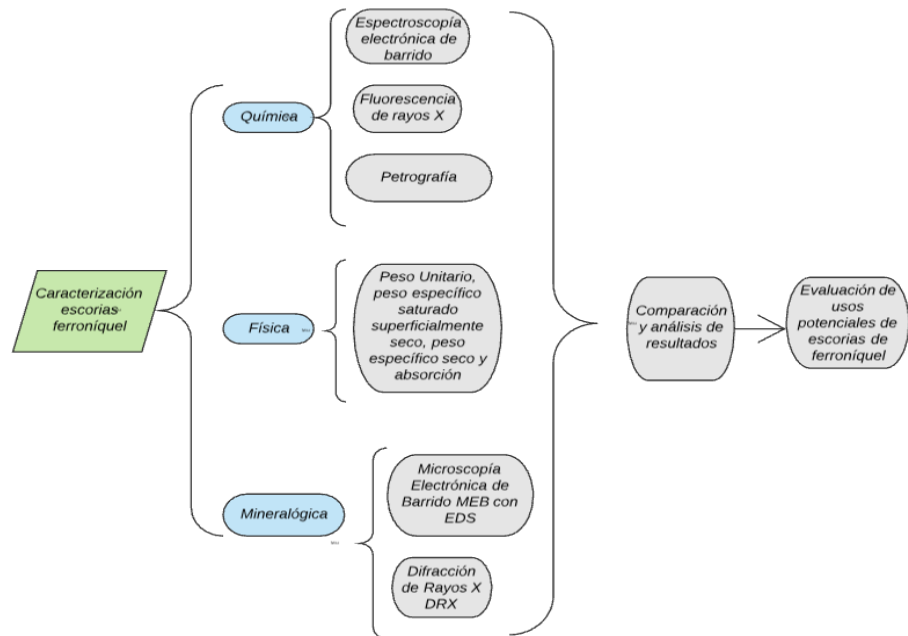 Espectroscopía
electrónica de
barrido
Química
Fluorescencia
de rayos X
Petrografía
Caracterización
escorias
ferroníquel
Física
Peso Unitario,
peso específico
saturado
superficialmente
seco, peso
específico seco y
absorción
Comparación
y análisis de
resultados
Evaluación de
usos
potenciales de
escorias de
ferroníquel
Mineralógica
Microscopía
Electrónica de
Barrido MEB con
EDS
Difracción
de Rayos X
DRX